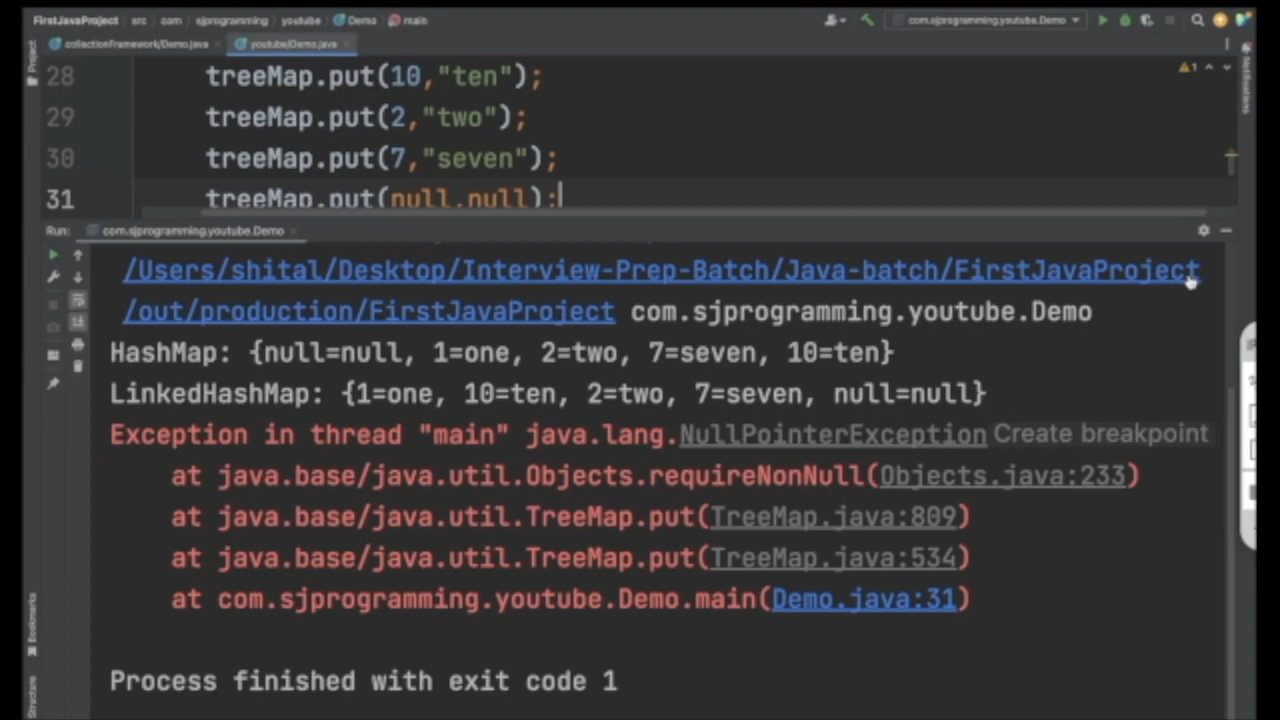 FirstJavaProject src com sjprogramming youtube Demo main
com.sjprogramming.youtube.Demo
Project
collectionFramework/Demo.java youtube/Demo.java
Notifications
28 treeMap.put(10,"ten");
1
29 treeMap.put(2,"two");
30 treeMap.put(7,"seven");
31 treeMap.put(null,null);
Run: com.sjprogramming.youtube.Demo
/Users/shital/Desktop/Interview-Prep-Batch/Java-batch/FirstJavaProject
/out/production/FirstJavaProject com.sjprogramming.youtube.Demo
HashMap: {null=null, 1=one, 2=two, 7=seven, 10=ten}
LinkedHashMap: {1=one, 10=ten, 2=two, 7=seven, null=null}
Exception in thread "main" java.lang.NullPointerException Create breakpoint
at java.base/java.util.Objects.requireNonNull(Objects.java:233)
at java.base/java.util.TreeMap.put(TreeMap.java:809)
at java.base/java.util.TreeMap.put(TreeMap.java:534)
at com.sjprogramming.youtube.Demo.main(Demo.java:31)
Process finished with exit code 1
Bookmarks
Structure